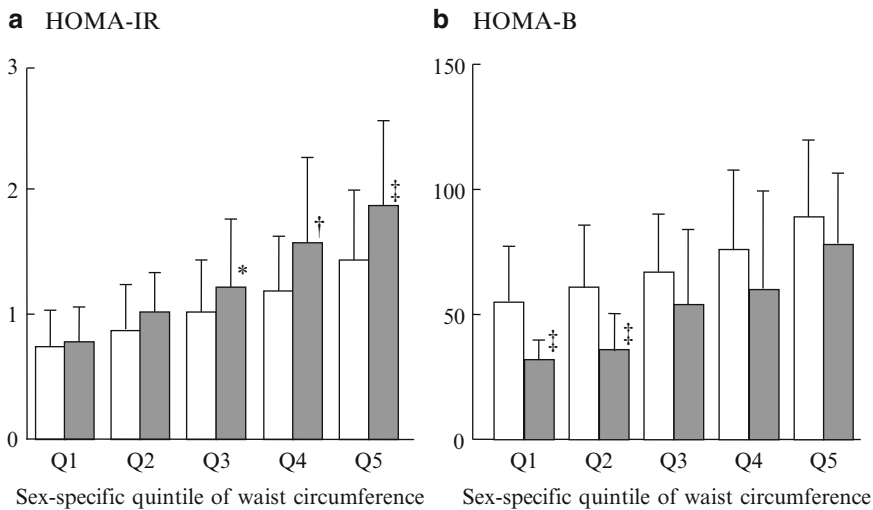 a HOMA-IR
3
2
1
0
*
†
‡
Q1 Q2 Q3 Q4 Q5
Sex-specific quintile of waist circumference
b HOMA-B
150
100
50
0
‡
‡
Q1 Q2 Q3 Q4 Q5
Sex-specific quintile of waist circumference